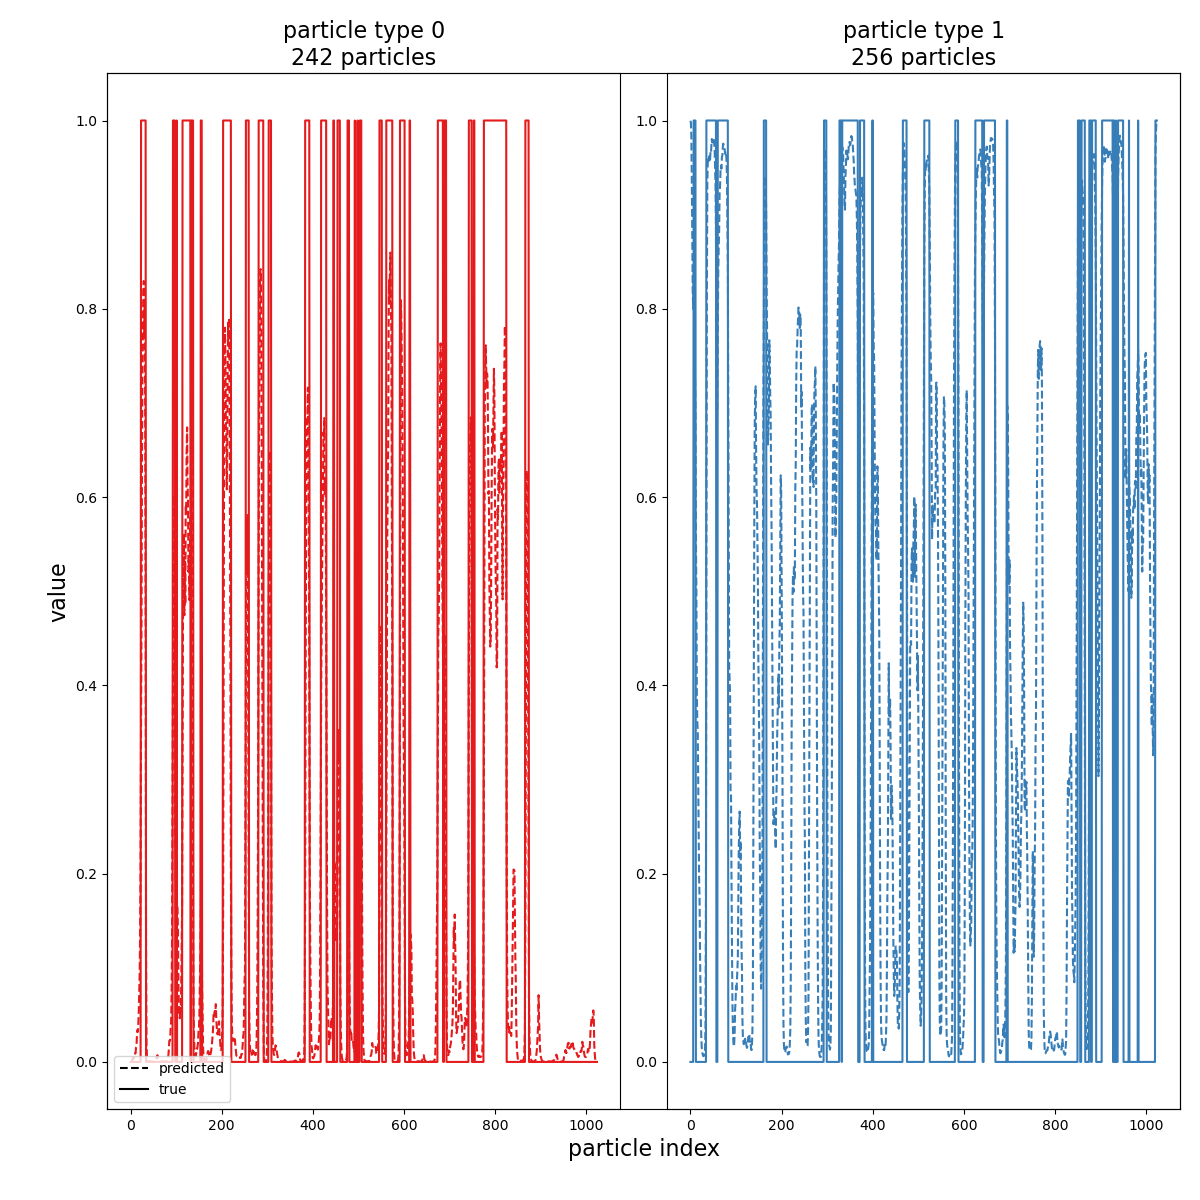 particle type 0
242 particles
particle type 1
256 particles
value
1.0
0.8
0.6
0.4
0.2
0.0
1.0
0.8
0.6
0.4
0.2
0.0
predicted
true
0 200 400 600 800 1000
0 200 400 600 800 1000
particle index